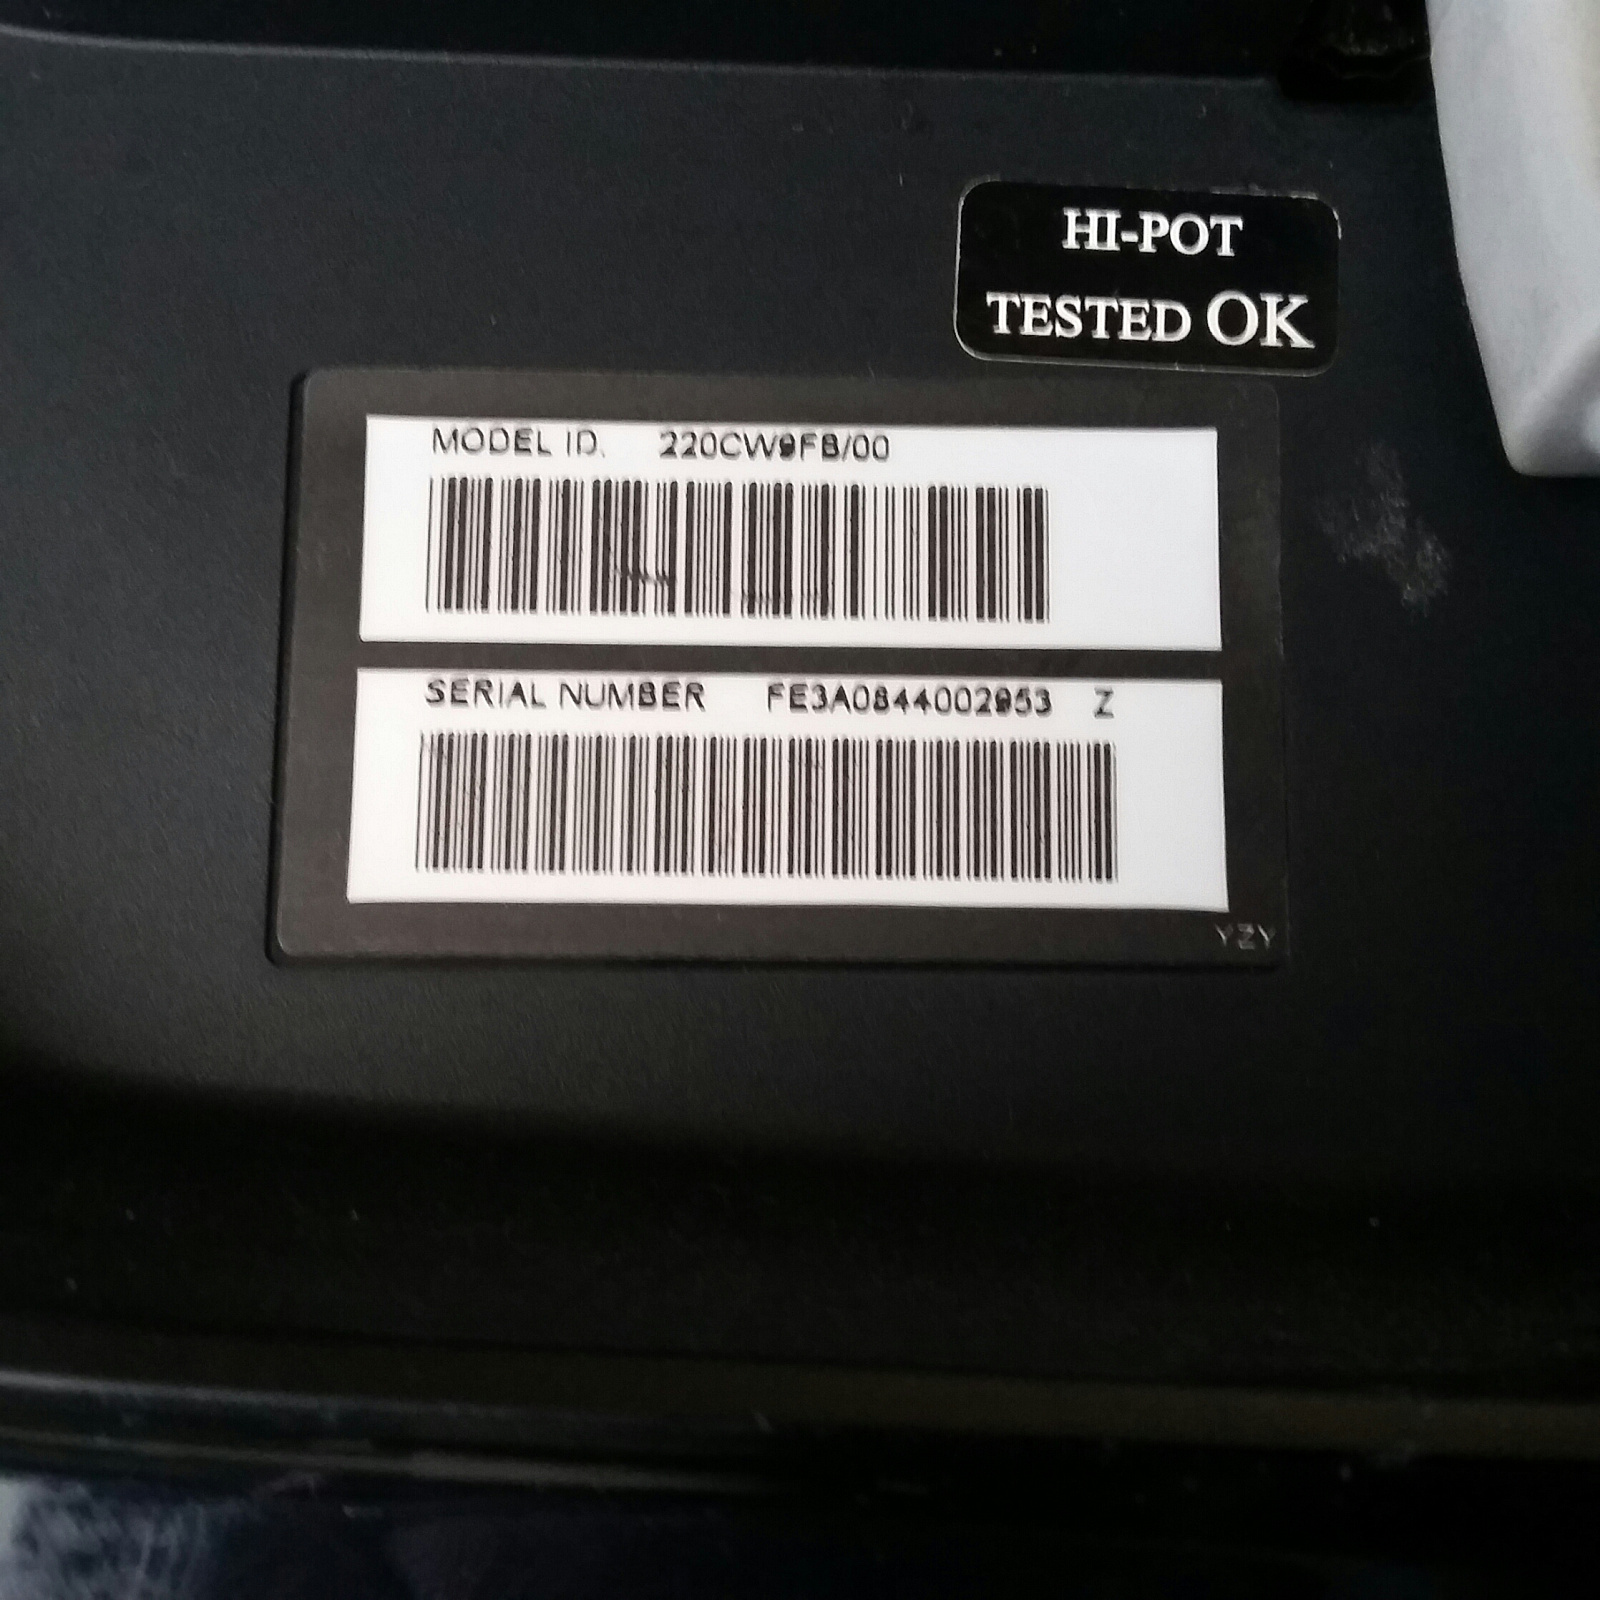 HI-POT
TESTED OK
MODEL ID. 220CW9FB/00
SERIAL NUMBER FE3A0844002953 Z
YZY